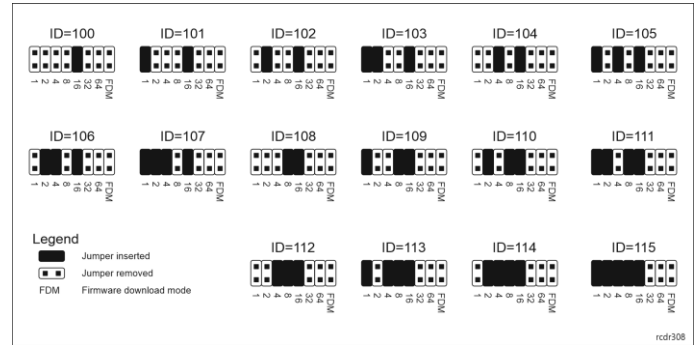 ID=100 ID=101 ID=102 ID=103 ID=104 ID=105
1 2 4 8 16 32 64 FDM 1 2 4 8 16 32 64 FDM 1 2 4 8 16 32 64 FDM 1 2 4 8 16 32 64 FDM 1 2 4 8 16 32 64 FDM 1 2 4 8 16 32 64 FDM
ID=106 ID=107 ID=108 ID=109 ID=110 ID=111
1 2 4 8 16 32 64 FDM 1 2 4 8 16 32 64 FDM 1 2 4 8 16 32 64 FDM 1 2 4 8 16 32 64 FDM 1 2 4 8 16 32 64 FDM 1 2 4 8 16 32 64 FDM
Legend
Jumper inserted
Jumper removed
FDM Firmware download mode
ID=112 ID=113 ID=114 ID=115
1 2 4 8 16 32 64 FDM 1 2 4 8 16 32 64 FDM 1 2 4 8 16 32 64 FDM 1 2 4 8 16 32 64 FDM
rcdr308